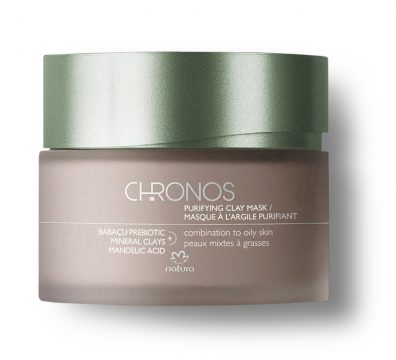 CHRONOS
PURIFYING CLAY MASK /
MASQUE À L'ARGILE PURIFIANT
BABAÇU PREBIOTIC
MINERAL CLAYS +
MANDELIC ACID
combination to oily skin
peaux mixtes à grasses
natura